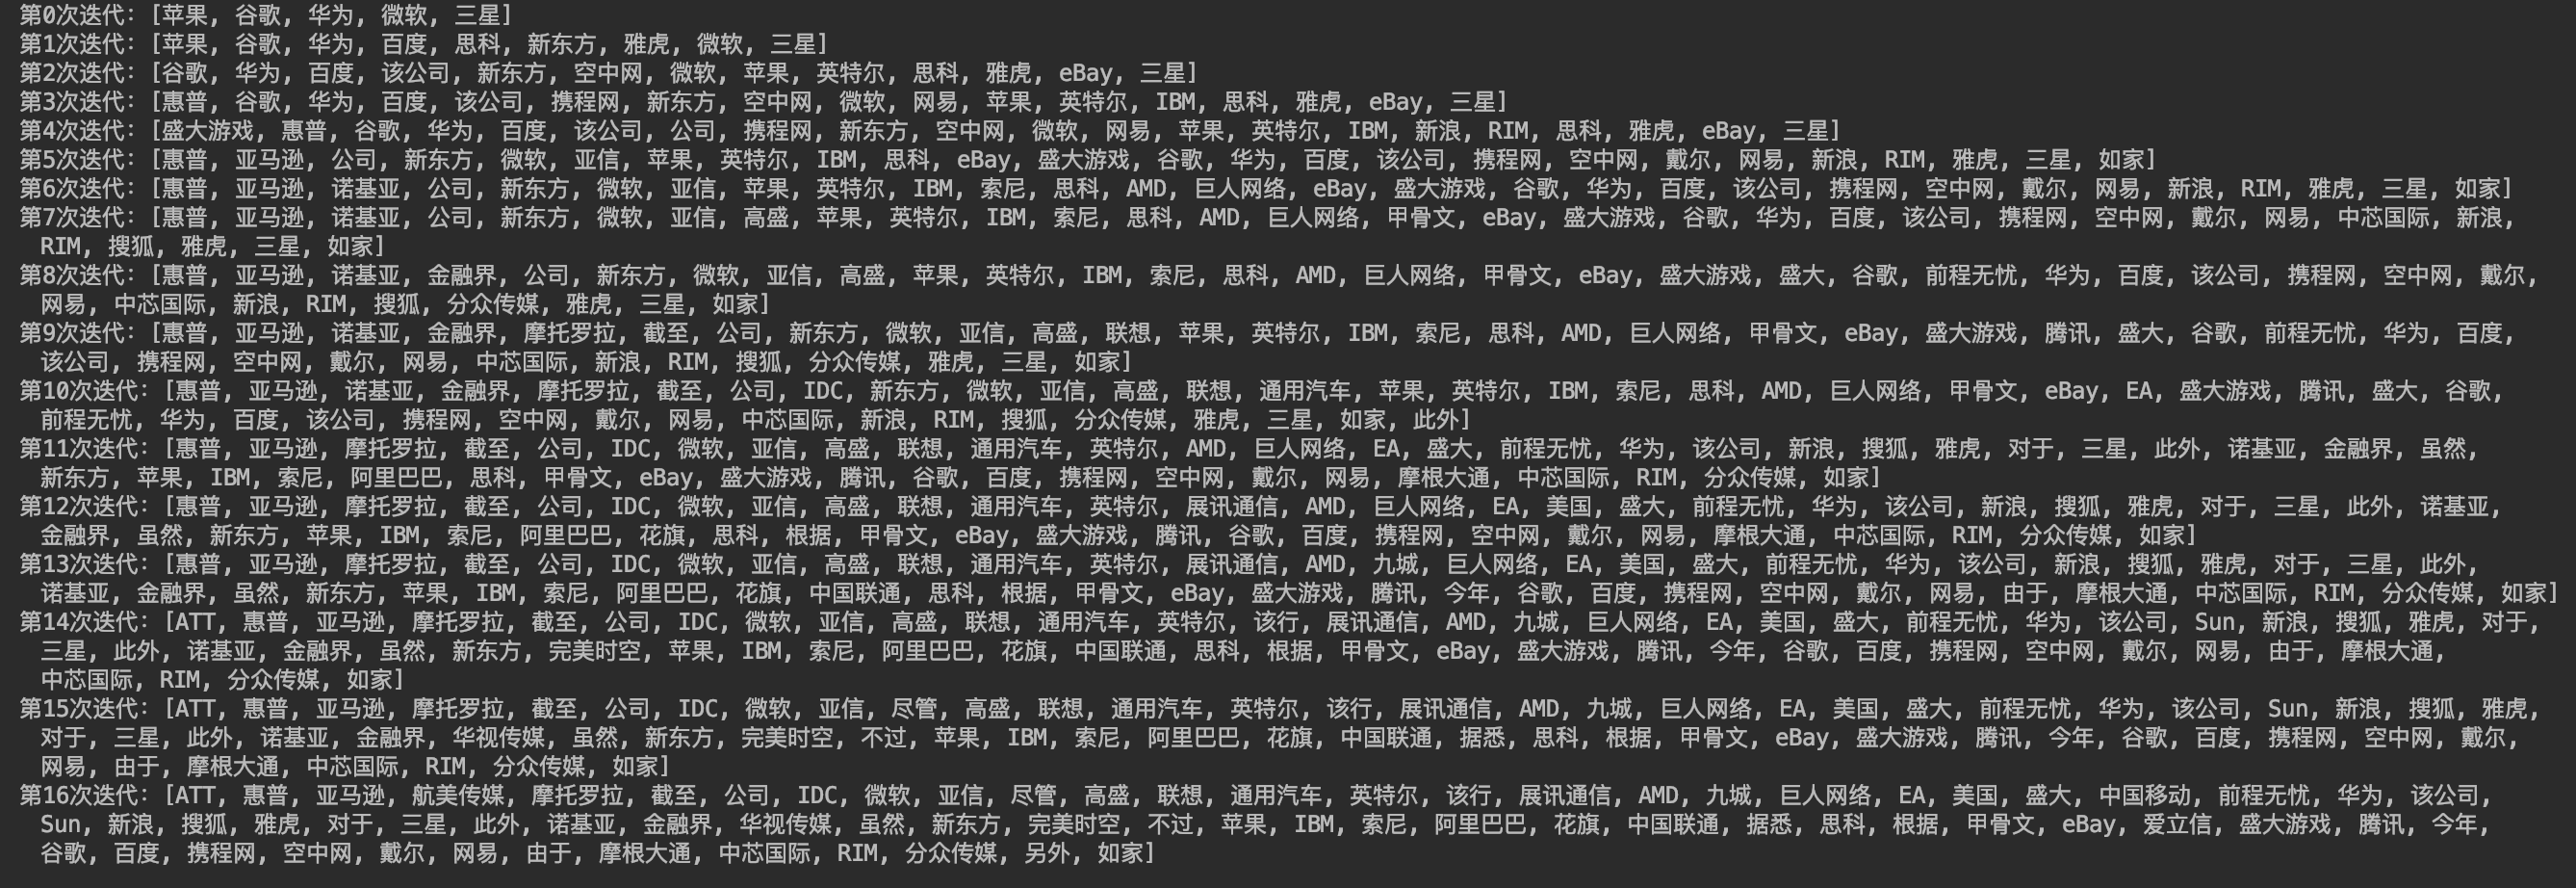 第0次迭代: [苹果, 谷歌, 华为, 微软, 三星]
第1次迭代: [苹果, 谷歌, 华为, 百度, 思科, 新东方, 雅虎, 微软, 三星]
第2次迭代: [谷歌, 华为, 百度, 该公司, 新东方, 空中网, 微软, 苹果, 英特尔, 思科, 雅虎, eBay, 三星]
第3次迭代: [惠普, 谷歌, 华为, 百度, 该公司, 携程网, 新东方, 空中网, 微软, 网易, 苹果, 英特尔, IBM, 思科, 雅虎, eBay, 三星]
第4次迭代: [盛大游戏, 惠普, 谷歌, 华为, 百度, 该公司, 公司, 携程网, 新东方, 空中网, 微软, 网易, 苹果, 英特尔, IBM, 新浪, RIM, 思科, 雅虎, eBay, 三星]
第5次迭代: [惠普, 亚马逊, 公司, 新东方, 微软, 亚信, 苹果, 英特尔, IBM, 思科, eBay, 盛大游戏, 谷歌, 华为, 百度, 该公司, 携程网, 空中网, 戴尔, 网易, 新浪, RIM, 雅虎, 三星, 如家]
第6次迭代: [惠普, 亚马逊, 诺基亚, 公司, 新东方, 微软, 亚信, 苹果, 英特尔, IBM, 索尼, 思科, AMD, 巨人网络, eBay, 盛大游戏, 谷歌, 华为, 百度, 该公司, 携程网, 空中网, 戴尔, 网易, 新浪, RIM, 雅虎, 三星, 如家]
第7次迭代: [惠普, 亚马逊, 诺基亚, 公司, 新东方, 微软, 亚信, 高盛, 苹果, 英特尔, IBM, 索尼, 思科, AMD, 巨人网络, 甲骨文, eBay, 盛大游戏, 谷歌, 华为, 百度, 该公司, 携程网, 空中网, 戴尔, 网易, 中芯国际, 新浪,
RIM, 搜狐, 雅虎, 三星, 如家]
第8次迭代: [惠普, 亚马逊, 诺基亚, 金融界, 公司, 新东方, 微软, 亚信, 高盛, 苹果, 英特尔, IBM, 索尼, 思科, AMD, 巨人网络, 甲骨文, eBay, 盛大游戏, 盛大, 谷歌, 前程无忧, 华为, 百度, 该公司, 携程网, 空中网, 戴尔,
网易, 中芯国际, 新浪, RIM, 搜狐, 分众传媒, 雅虎, 三星, 如家]
第9次迭代: [惠普, 亚马逊, 诺基亚, 金融界, 摩托罗拉, 截至, 公司, 新东方, 微软, 亚信, 高盛, 联想, 苹果, 英特尔, IBM, 索尼, 思科, AMD, 巨人网络, 甲骨文, eBay, 盛大游戏, 腾讯, 盛大, 谷歌, 前程无忧, 华为, 百度,
该公司, 携程网, 空中网, 戴尔, 网易, 中芯国际, 新浪, RIM, 搜狐, 分众传媒, 雅虎, 三星, 如家]
第10次迭代: [惠普, 亚马逊, 诺基亚, 金融界, 摩托罗拉, 截至, 公司, IDC, 新东方, 微软, 亚信, 高盛, 联想, 通用汽车, 苹果, 英特尔, IBM, 索尼, 思科, AMD, 巨人网络, 甲骨文, eBay, EA, 盛大游戏, 腾讯, 盛大, 谷歌,
前程无忧, 华为, 百度, 该公司, 携程网, 空中网, 戴尔, 网易, 中芯国际, 新浪, RIM, 搜狐, 分众传媒, 雅虎, 三星, 如家, 此外]
第11次迭代: [惠普, 亚马逊, 摩托罗拉, 截至, 公司, IDC, 微软, 亚信, 高盛, 联想, 通用汽车, 英特尔, AMD, 巨人网络, EA, 盛大, 前程无忧, 华为, 该公司, 新浪, 搜狐, 雅虎, 对于, 三星, 此外, 诺基亚, 金融界, 虽然,
新东方, 苹果, IBM, 索尼, 阿里巴巴, 思科, 甲骨文, eBay, 盛大游戏, 腾讯, 谷歌, 百度, 携程网, 空中网, 戴尔, 网易, 摩根大通, 中芯国际, RIM, 分众传媒, 如家]
第12次迭代: [惠普, 亚马逊, 摩托罗拉, 截至, 公司, IDC, 微软, 亚信, 高盛, 联想, 通用汽车, 英特尔, 展讯通信, AMD, 巨人网络, EA, 美国, 盛大, 前程无忧, 华为, 该公司, 新浪, 搜狐, 雅虎, 对于, 三星, 此外, 诺基亚,
金融界, 虽然, 新东方, 苹果, IBM, 索尼, 阿里巴巴, 花旗, 思科, 根据, 甲骨文, eBay, 盛大游戏, 腾讯, 谷歌, 百度, 携程网, 空中网, 戴尔, 网易, 摩根大通, 中芯国际, RIM, 分众传媒, 如家]
第13次迭代: [惠普, 亚马逊, 摩托罗拉, 截至, 公司, IDC, 微软, 亚信, 高盛, 联想, 通用汽车, 英特尔, 展讯通信, AMD, 九城, 巨人网络, EA, 美国, 盛大, 前程无忧, 华为, 该公司, 新浪, 搜狐, 雅虎, 对于, 三星, 此外,
诺基亚, 金融界, 虽然, 新东方, 苹果, IBM, 索尼, 阿里巴巴, 花旗, 中国联通, 思科, 根据, 甲骨文, eBay, 盛大游戏, 腾讯, 今年, 谷歌, 百度, 携程网, 空中网, 戴尔, 网易, 由于, 摩根大通, 中芯国际, RIM, 分众传媒, 如家]
第14次迭代: [ATT, 惠普, 亚马逊, 摩托罗拉, 截至, 公司, IDC, 微软, 亚信, 高盛, 联想, 通用汽车, 英特尔, 该行, 展讯通信, AMD, 九城, 巨人网络, EA, 美国, 盛大, 前程无忧, 华为, 该公司, Sun, 新浪, 搜狐, 雅虎, 对于,
三星, 此外, 诺基亚, 金融界, 虽然, 新东方, 完美时空, 苹果, IBM, 索尼, 阿里巴巴, 花旗, 中国联通, 思科, 根据, 甲骨文, eBay, 盛大游戏, 腾讯, 今年, 谷歌, 百度, 携程网, 空中网, 戴尔, 网易, 由于, 摩根大通,
中芯国际, RIM, 分众传媒, 如家]
第15次迭代: [ATT, 惠普, 亚马逊, 摩托罗拉, 截至, 公司, IDC, 微软, 亚信, 尽管, 高盛, 联想, 通用汽车, 英特尔, 该行, 展讯通信, AMD, 九城, 巨人网络, EA, 美国, 盛大, 前程无忧, 华为, 该公司, Sun, 新浪, 搜狐, 雅虎,
对于, 三星, 此外, 诺基亚, 金融界, 华视传媒, 虽然, 新东方, 完美时空, 不过, 苹果, IBM, 索尼, 阿里巴巴, 花旗, 中国联通, 据悉, 思科, 根据, 甲骨文, eBay, 盛大游戏, 腾讯, 今年, 谷歌, 百度, 携程网, 空中网, 戴尔,
网易, 由于, 摩根大通, 中芯国际, RIM, 分众传媒, 如家]
第16次迭代: [ATT, 惠普, 亚马逊, 航美传媒, 摩托罗拉, 截至, 公司, IDC, 微软, 亚信, 尽管, 高盛, 联想, 通用汽车, 英特尔, 该行, 展讯通信, AMD, 九城, 巨人网络, EA, 美国, 盛大, 中国移动, 前程无忧, 华为, 该公司,
Sun, 新浪, 搜狐, 雅虎, 对于, 三星, 此外, 诺基亚, 金融界, 华视传媒, 虽然, 新东方, 完美时空, 不过, 苹果, IBM, 索尼, 阿里巴巴, 花旗, 中国联通, 据悉, 思科, 根据, 甲骨文, eBay, 爱立信, 盛大游戏, 腾讯, 今年,
谷歌, 百度, 携程网, 空中网, 戴尔, 网易, 由于, 摩根大通, 中芯国际, RIM, 分众传媒, 另外, 如家]